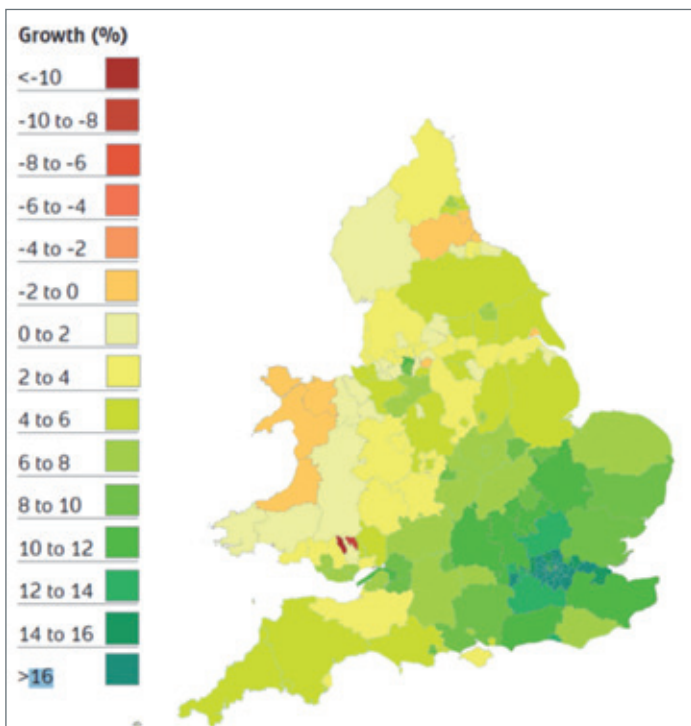 Growth (%)
<-10
-10 to -8
-8 to -6
-6 to -4
-4 to -2
-2 to 0
0 to 2
2 to 4
4 to 6
6 to 8
8 to 10
10 to 12
12 to 14
14 to 16
>16